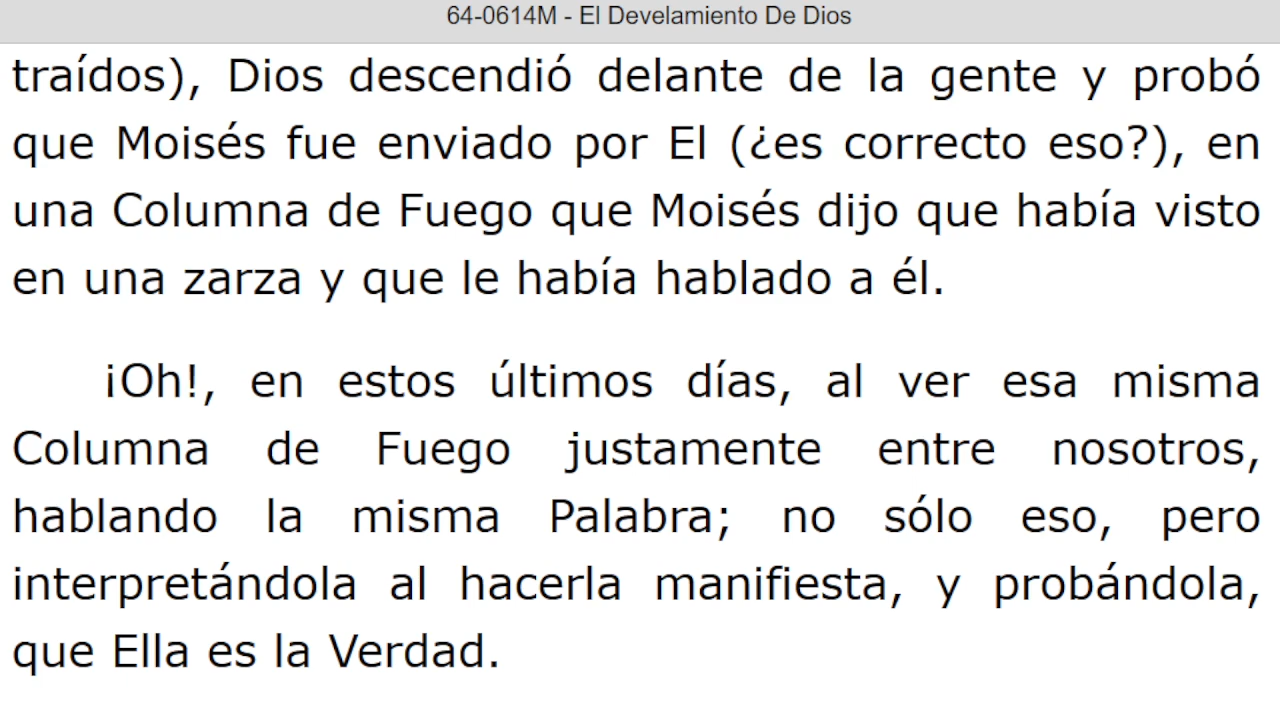 64-0614M - El Develamiento De Dios
traídos), Dios descendió delante de la gente y probó
que Moisés fue enviado por El (¿es correcto eso?), en
una Columna de Fuego que Moisés dijo que había visto
en una zarza y que le había hablado a él.
¡Oh!, en estos últimos días, al ver esa misma
Columna de Fuego justamente entre nosotros,
hablando la misma Palabra; no sólo eso, pero
interpretándola al hacerla manifiesta, y probándola,
que Ella es la Verdad.